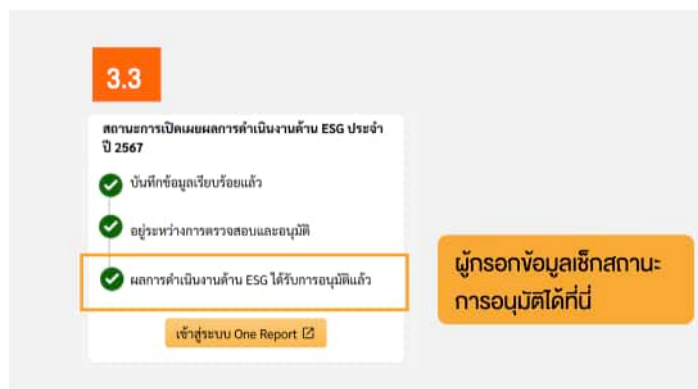 3.3
สถานะการเปิดเผยผลการดำเนินงานด้าน ESG ประจำ
ปี 2567
บันทึกข้อมูลเรียบร้อยแล้ว
อยู่ระหว่างการตรวจสอบและอนุมัติ
ผลการดำเนินงานด้าน ESG ได้รับการอนุมัติแล้ว
ผู้กรอกข้อมูลเช็กสถานะ
การอนุมัติได้ที่นี่
เข้าสู่ระบบ One Report